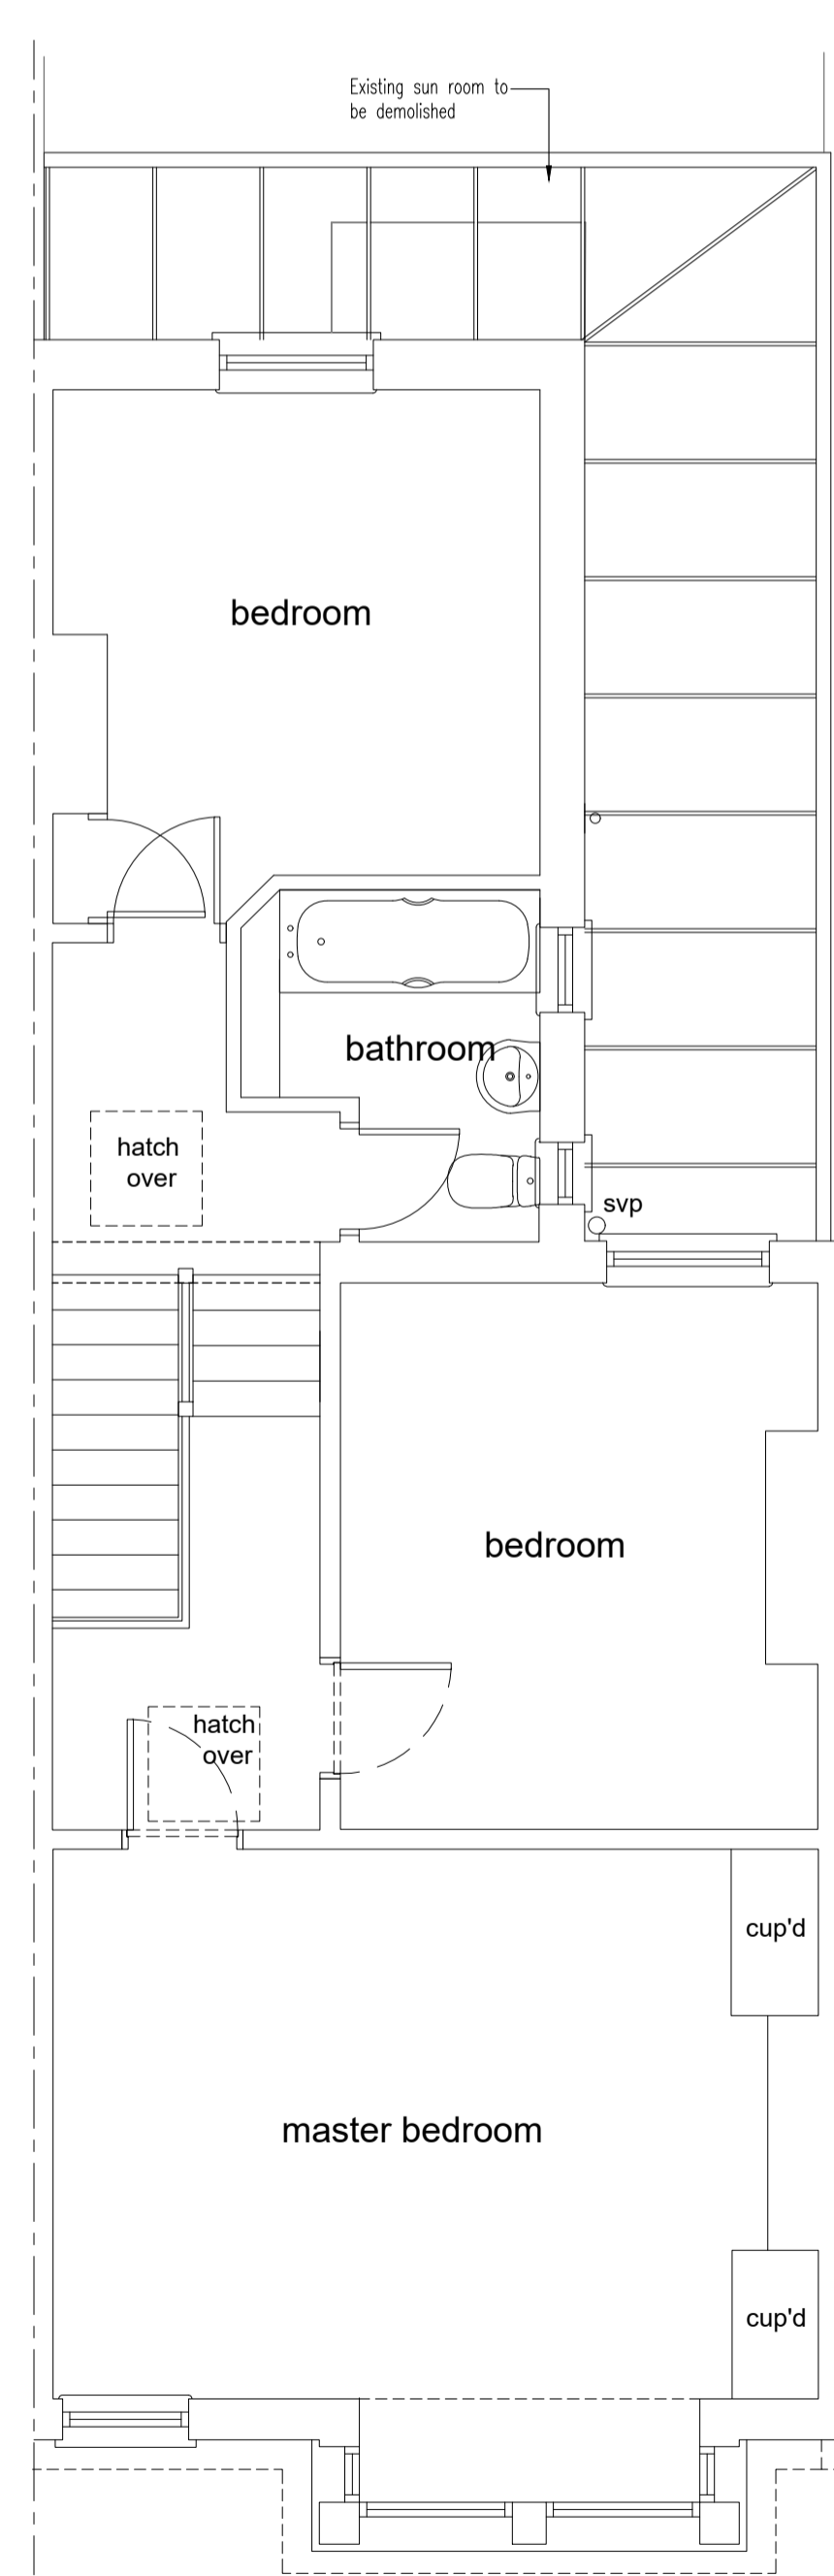 Existing sun room to
be demolished
bedroom
bathroom
hatch
over
svp
bedroom
hatch
over
cup'd
master bedroom
cup'd